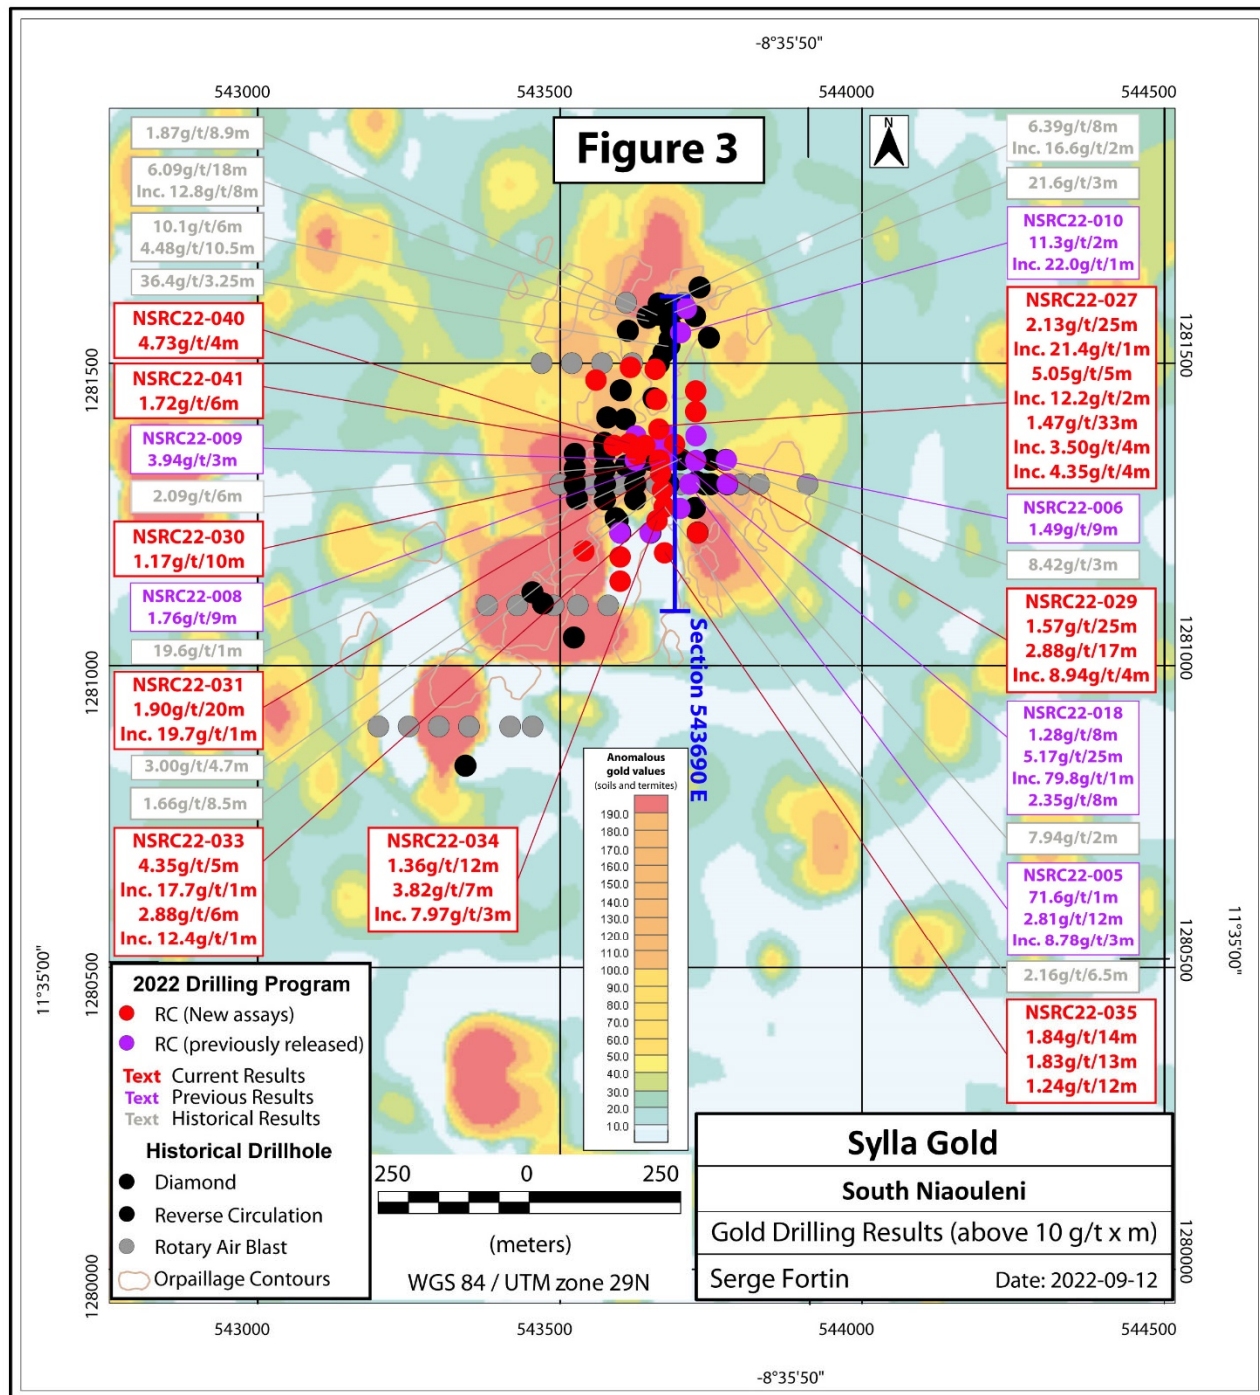 -8°35'50"
543000
543500
544000
544500
Figure 3
N
1.87g/t/8.9m
6.09g/t/18m
Inc. 12.8g/t/8m
10.1g/t/6m
4.48g/t/10.5m
36.4g/t/3.25m
NSRC22-040
4.73g/t/4m
NSRC22-041
1.72g/t/6m
NSRC22-009
3.94g/t/3m
2.09g/t/6m
NSRC22-030
1.17g/t/10m
NSRC22-008
1.76g/t/9m
19.6g/t/1m
NSRC22-031
1.90g/t/20m
Inc. 19.7g/t/1m
3.00g/t/4.7m
1.66g/t/8.5m
NSRC22-033
4.35g/t/5m
Inc. 17.7g/t/1m
2.88g/t/6m
Inc. 12.4g/t/1m
NSRC22-034
1.36g/t/12m
3.82g/t/7m
Inc. 7.97g/t/3m
6.39g/t/8m
Inc. 16.6g/t/2m
21.6g/t/3m
NSRC22-010
11.3g/t/2m
Inc. 22.0g/t/1m
NSRC22-027
2.13g/t/25m
Inc. 21.4g/t/1m
5.05g/t/5m
Inc. 12.2g/t/2m
1.47g/t/33m
Inc. 3.50g/t/4m
Inc. 4.35g/t/4m
NSRC22-006
1.49g/t/9m
8.42g/t/3m
NSRC22-029
1.57g/t/25m
2.88g/t/17m
Inc. 8.94g/t/4m
NSRC22-018
1.28g/t/8m
5.17g/t/25m
Inc. 79.8g/t/1m
2.35g/t/8m
7.94g/t/2m
NSRC22-005
71.6g/t/1m
2.81g/t/12m
Inc. 8.78g/t/3m
2.16g/t/6.5m
NSRC22-035
1.84g/t/14m
1.83g/t/13m
1.24g/t/12m
Section 543690 E
1281500
1281000
1280500
1280000
1281500
1281000
1280500
1280000
11°35'00"
11°35'00"
Anomalous
gold values
(soils and termites)
190.0
180.0
170.0
160.0
150.0
140.0
130.0
120.0
110.0
100.0
90.0
80.0
70.0
60.0
50.0
40.0
30.0
20.0
10.0
2022 Drilling Program
RC (New assays)
RC (previously released)
Text Current Results
Text Previous Results
Text Historical Results
Historical Drillhole
Diamond
Reverse Circulation
Rotary Air Blast
Orpaillage Contours
250 0 250
(meters)
WGS 84 / UTM zone 29N
Sylla Gold
South Niaouleni
Gold Drilling Results (above 10 g/t x m)
Serge Fortin Date: 2022-09-12
543000
543500
544000
544500
-8°35'50"